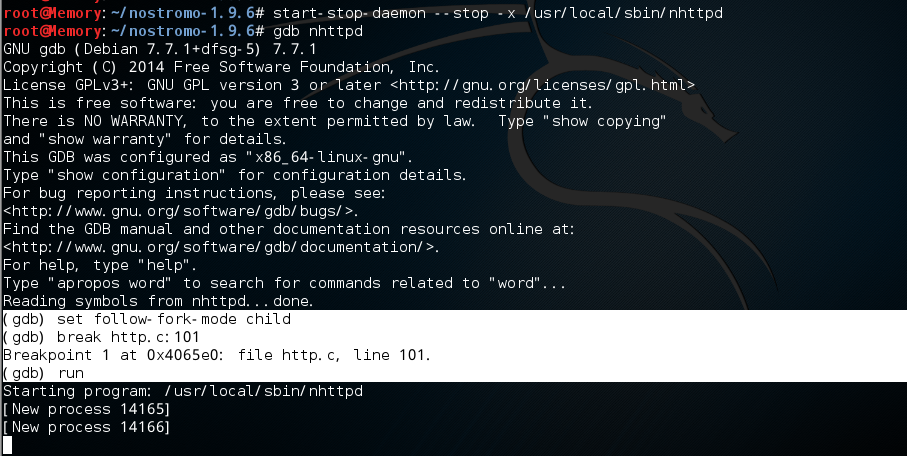 root@Memory:~/nostromo-1.9.6# start-stop-daemon --stop -x /usr/local/sbin/nhttpd
root@Memory:~/nostromo-1.9.6# gdb nhttpd
GNU gdb (Debian 7.7.1+dfsg-5) 7.7.1
Copyright (C) 2014 Free Software Foundation, Inc.
License GPLv3+: GNU GPL version 3 or later <http://gnu.org/licenses/gpl.html>
This is free software: you are free to change and redistribute it.
There is NO WARRANTY, to the extent permitted by law.  Type "show copying"
and "show warranty" for details.
This GDB was configured as "x86_64-linux-gnu".
Type "show configuration" for configuration details.
For bug reporting instructions, please see:
<http://www.gnu.org/software/gdb/bugs/>.
Find the GDB manual and other documentation resources online at:
<http://www.gnu.org/software/gdb/documentation/>.
For help, type "help".
Type "apropos word" to search for commands related to "word"...
Reading symbols from nhttpd...done.
(gdb) set follow-fork-mode child
(gdb) break http.c:101
Breakpoint 1 at 0x4065e0: file http.c, line 101.
(gdb) run
Starting program: /usr/local/sbin/nhttpd
[New process 14165]
[New process 14166]